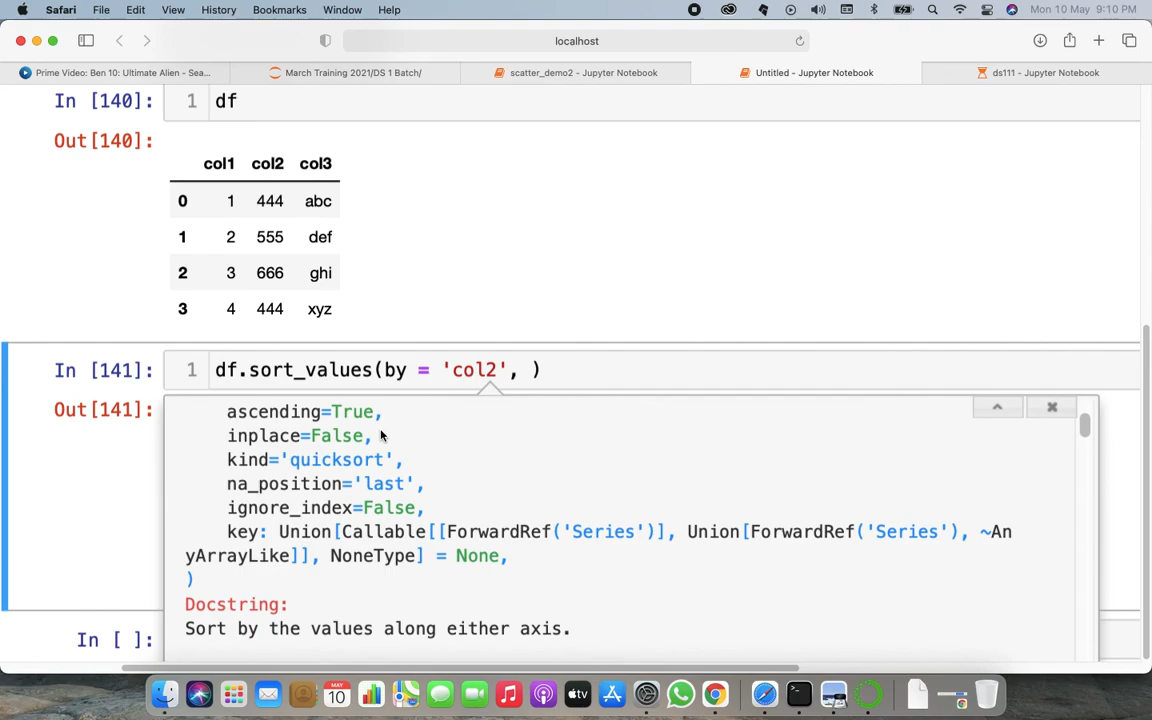 Safari File Edit View History Bookmarks Window Help Mon 10 May 9:10 PM
localhost
Prime Video: Ben 10: Ultimate Alien - Sea... March Training 2021/DS 1 Batch/ scatter_demo2 - Jupyter Notebook Untitled - Jupyter Notebook ds111 - Jupyter Notebook
In [140]: 1 df
Out[140]:
col1 col2 col3
0 1 444 abc
1 2 555 def
2 3 666 ghi
3 4 444 xyz
In [141]: 1 df.sort_values(by = 'col2', )
Out[141]:
ascending=True,
inplace=False,
kind='quicksort',
na_position='last',
ignore_index=False,
key: Union[Callable[[ForwardRef('Series')], Union[ForwardRef('Series'), ~An
yArrayLike]], NoneType] = None,
)
Docstring:
Sort by the values along either axis.
In [ ]:
MAY
10
tv